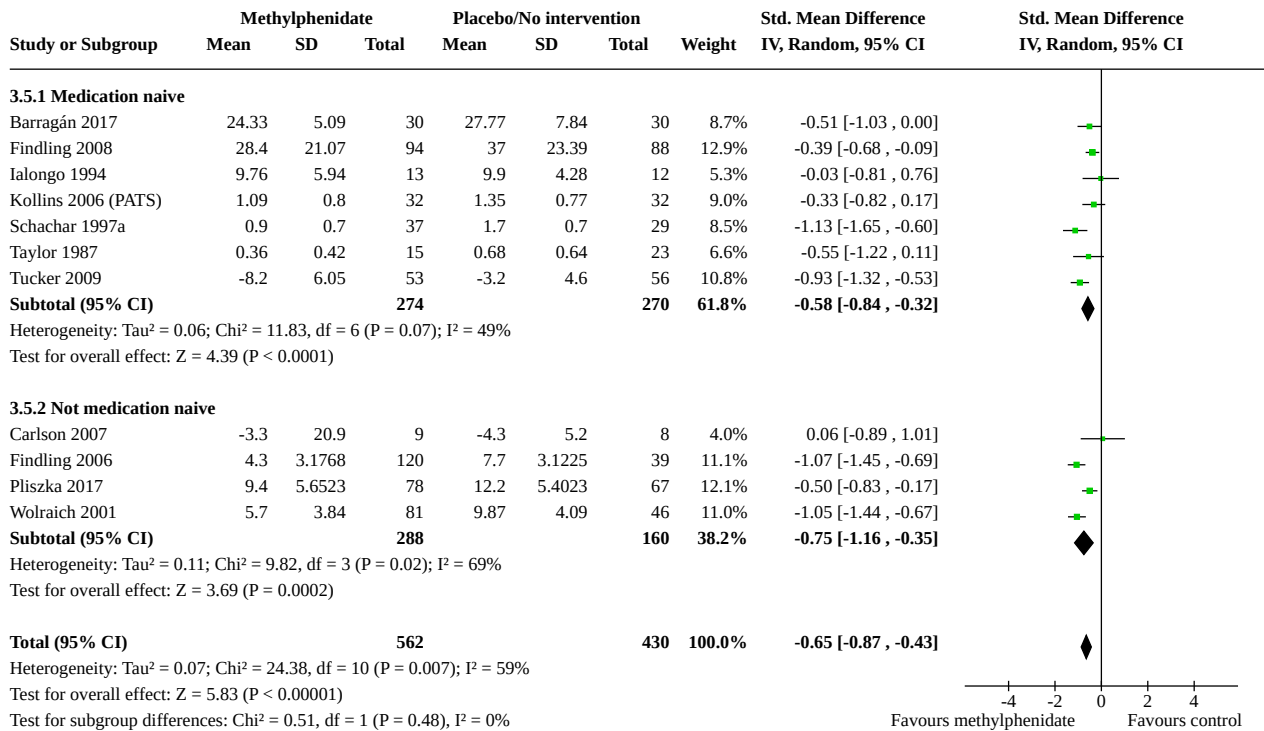 Methylphenidate Placebo/No intervention Std. Mean Difference Std. Mean Difference
Study or Subgroup Mean SD Total Mean SD Total Weight IV, Random, 95% CI IV, Random, 95% CI
3.5.1 Medication naive
Barragán 2017 24.33 5.09 30 27.77 7.84 30 8.7% -0.51 [-1.03 , 0.00]
Findling 2008 28.4 21.07 94 37 23.39 88 12.9% -0.39 [-0.68 , -0.09]
Ialongo 1994 9.76 5.94 13 9.9 4.28 12 5.3% -0.03 [-0.81 , 0.76]
Kollins 2006 (PATS) 1.09 0.8 32 1.35 0.77 32 9.0% -0.33 [-0.82 , 0.17]
Schachar 1997a 0.9 0.7 37 1.7 0.7 29 8.5% -1.13 [-1.65 , -0.60]
Taylor 1987 0.36 0.42 15 0.68 0.64 23 6.6% -0.55 [-1.22 , 0.11]
Tucker 2009 -8.2 6.05 53 -3.2 4.6 56 10.8% -0.93 [-1.32 , -0.53]
Subtotal (95% CI) 274 270 61.8% -0.58 [-0.84 , -0.32]
Heterogeneity: Tau² = 0.06; Chi² = 11.83, df = 6 (P = 0.07); I² = 49%
Test for overall effect: Z = 4.39 (P < 0.0001)
3.5.2 Not medication naive
Carlson 2007 -3.3 20.9 9 -4.3 5.2 8 4.0% 0.06 [-0.89 , 1.01]
Findling 2006 4.3 3.1768 120 7.7 3.1225 39 11.1% -1.07 [-1.45 , -0.69]
Pliszka 2017 9.4 5.6523 78 12.2 5.4023 67 12.1% -0.50 [-0.83 , -0.17]
Wolraich 2001 5.7 3.84 81 9.87 4.09 46 11.0% -1.05 [-1.44 , -0.67]
Subtotal (95% CI) 288 160 38.2% -0.75 [-1.16 , -0.35]
Heterogeneity: Tau² = 0.11; Chi² = 9.82, df = 3 (P = 0.02); I² = 69%
Test for overall effect: Z = 3.69 (P = 0.0002)
Total (95% CI) 562 430 100.0% -0.65 [-0.87 , -0.43]
Heterogeneity: Tau² = 0.07; Chi² = 24.38, df = 10 (P = 0.007); I² = 59%
Test for overall effect: Z = 5.83 (P < 0.00001)
Test for subgroup differences: Chi² = 0.51, df = 1 (P = 0.48), I² = 0%
-4 -2 0 2 4
Favours methylphenidate Favours control